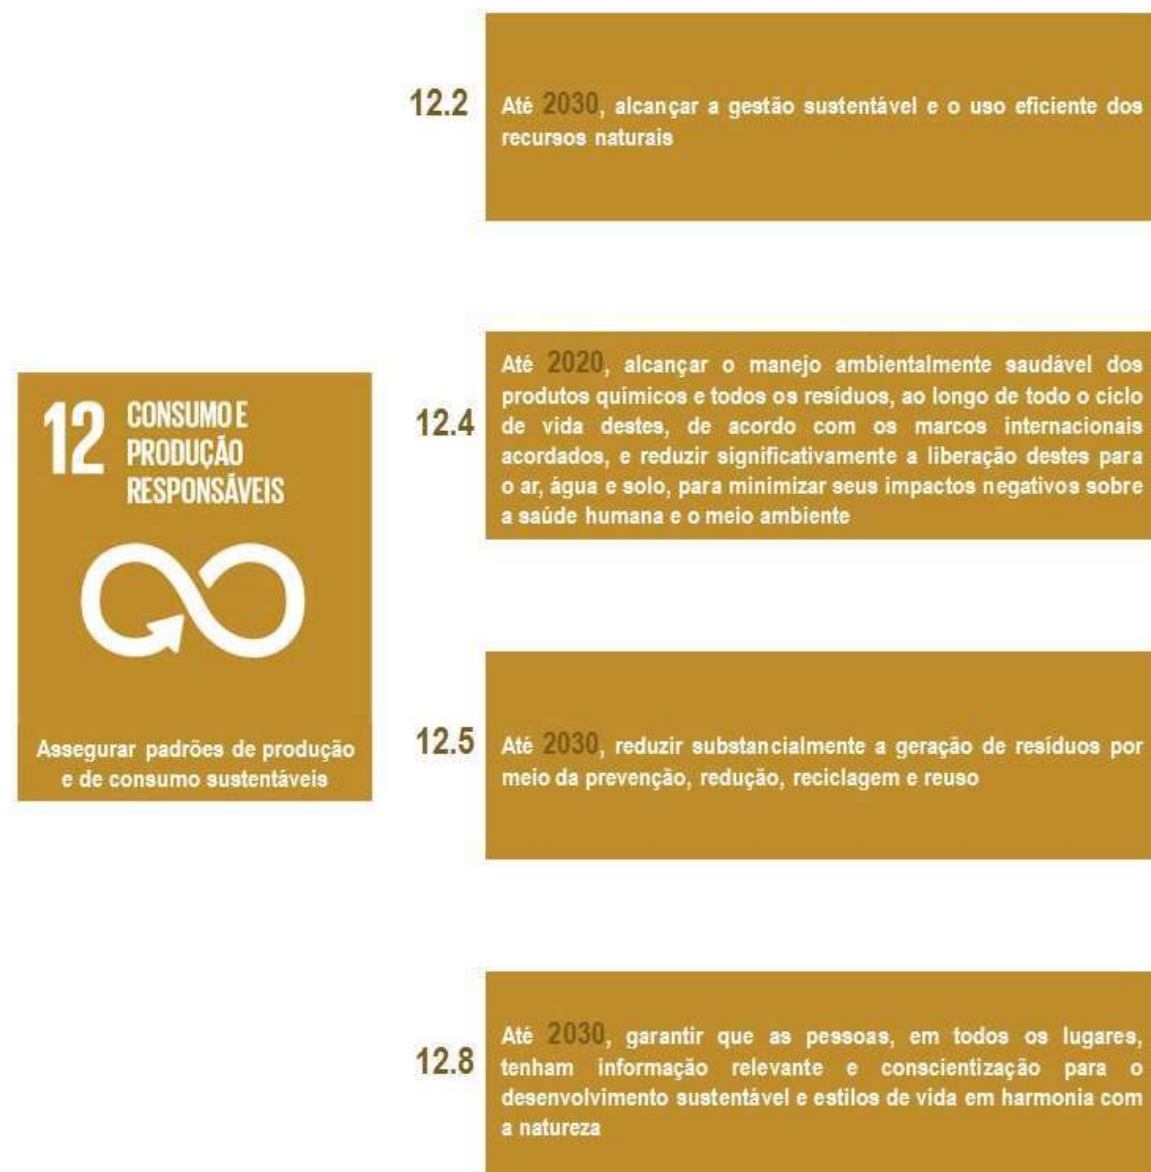 12.2
Até 2030, alcançar a gestão sustentável e o uso eficiente dos
recursos naturais
12.4
Até 2020, alcançar o manejo ambientalmente saudável dos
produtos químicos e todos os resíduos, ao longo de todo o ciclo
de vida destes, de acordo com os marcos internacionais
acordados, e reduzir significativamente a liberação destes para
o ar, água e solo, para minimizar seus impactos negativos sobre
a saúde humana e o meio ambiente
12 CONSUMO E
PRODUÇÃO
RESPONSÁVEIS
Assegurar padrões de produção
e de consumo sustentáveis
12.5
Até 2030, reduzir substancialmente a geração de resíduos por
meio da prevenção, redução, reciclagem e reuso
12.8
Até 2030, garantir que as pessoas, em todos os lugares,
tenham informação relevante e conscientização para o
desenvolvimento sustentável e estilos de vida em harmonia com
a natureza